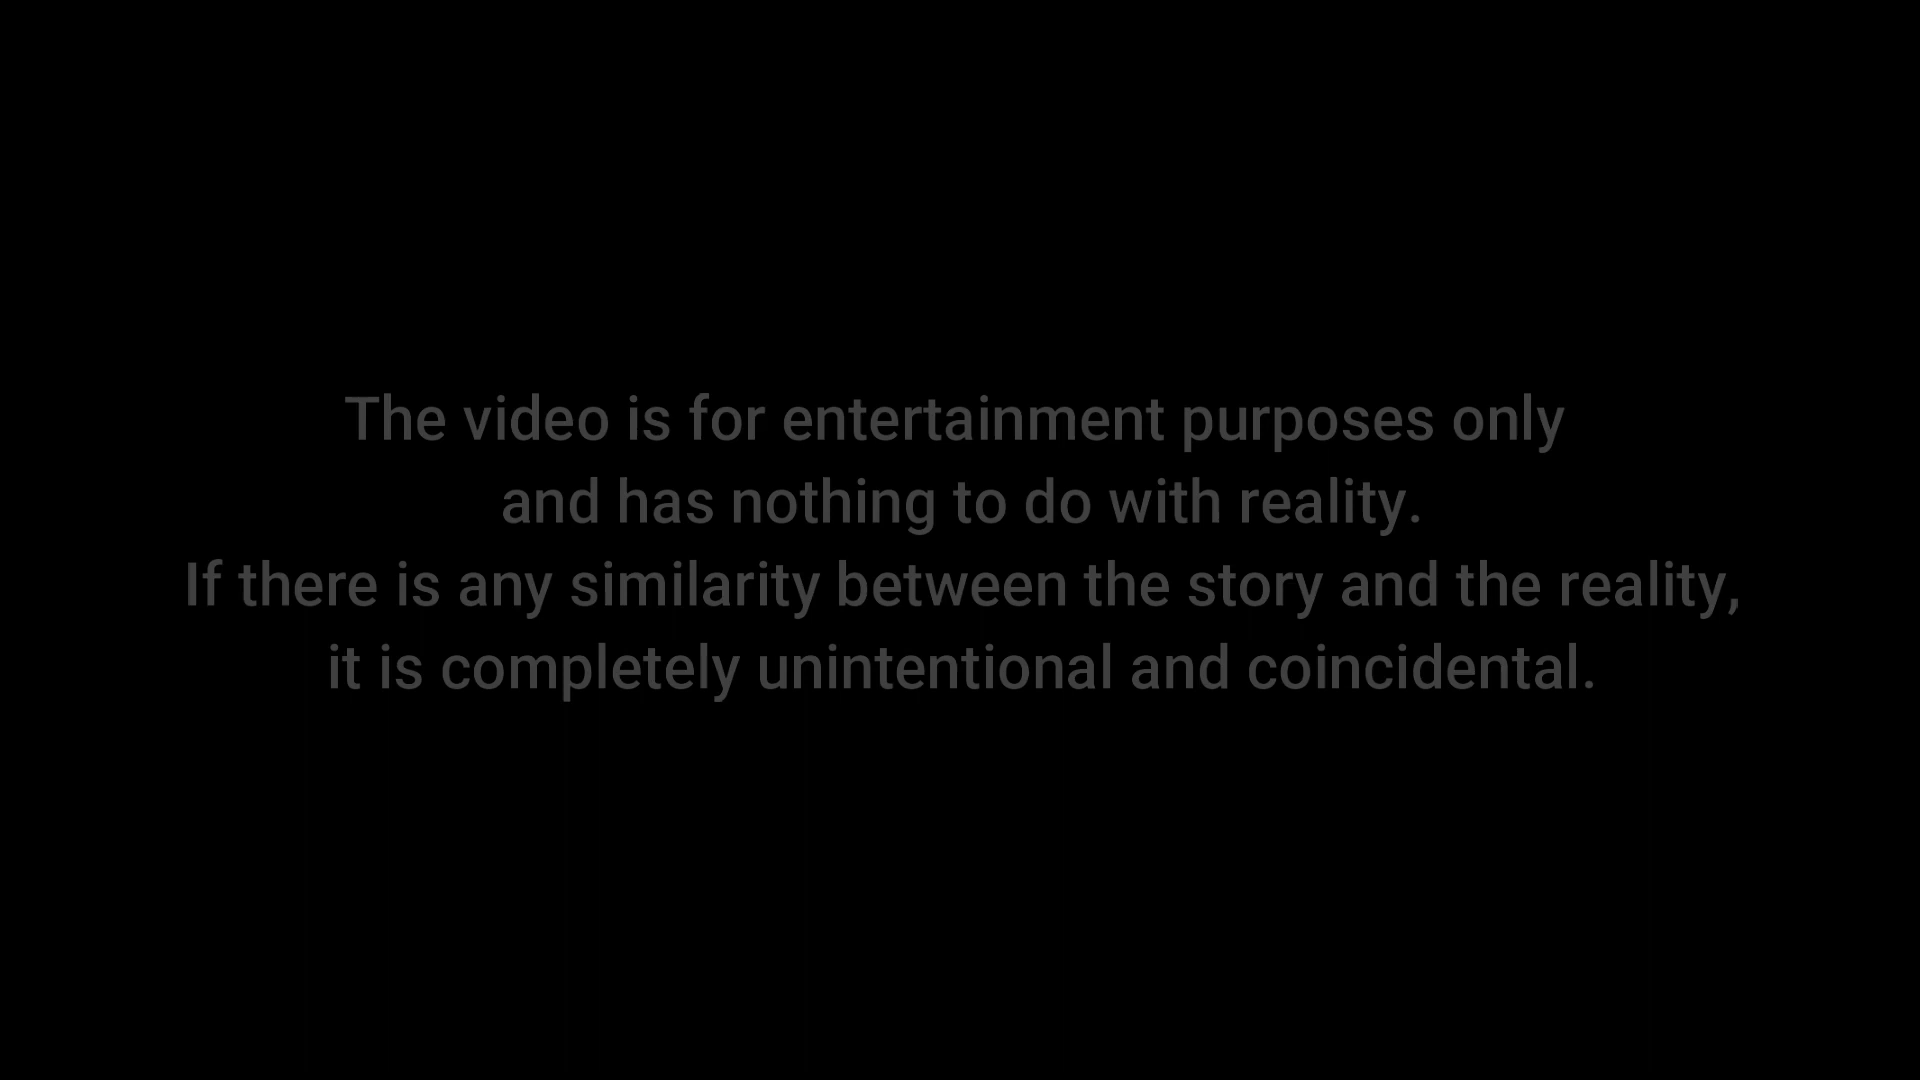 The video is for entertainment purposes only
and has nothing to do with reality.
If there is any similarity between the story and the reality,
it is completely unintentional and coincidental.